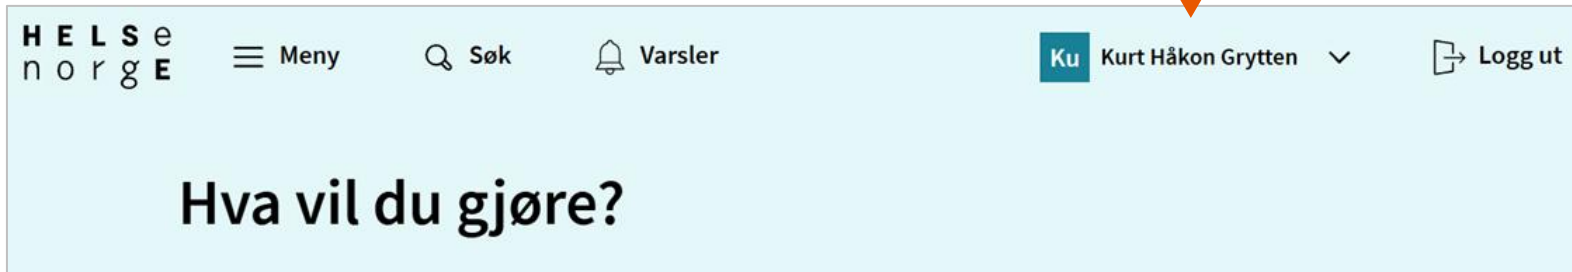 HELSe
norgE
Meny
Søk
Varsler
Ku
Kurt Håkon Grytten
Logg ut
Hva vil du gjøre?